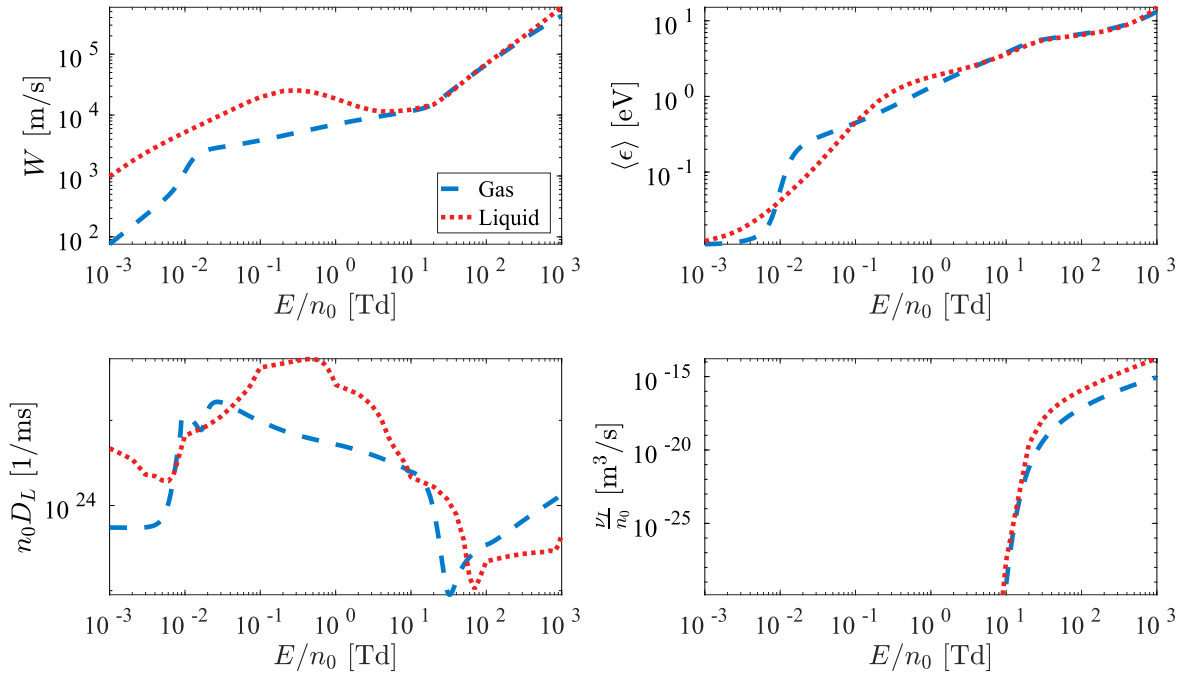 W [m/s]
10^5
10^4
10^3
10^2
Gas
Liquid
10^-3 10^-2 10^-1 10^0 10^1 10^2 10^3
E/n_0 [Td]
⟨ϵ⟩ [eV]
10^1
10^0
10^-1
10^-3 10^-2 10^-1 10^0 10^1 10^2 10^3
E/n_0 [Td]
n_0D_L [1/ms]
10^24
10^-3 10^-2 10^-1 10^0 10^1 10^2 10^3
E/n_0 [Td]
ν_I/n_0 [m^3/s]
10^-15
10^-20
10^-25
10^-3 10^-2 10^-1 10^0 10^1 10^2 10^3
E/n_0 [Td]